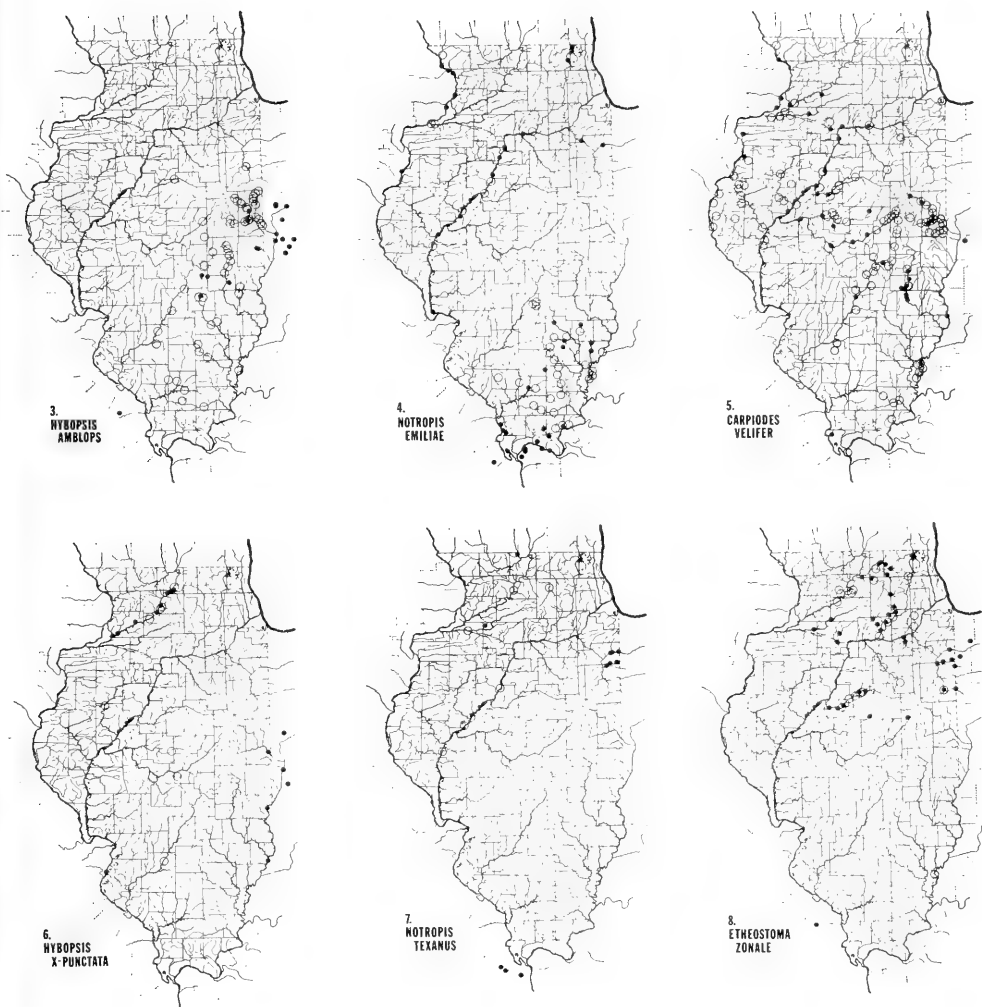 3.
HYBOPSIS
AMBLOPS
4.
NOTROPIS
EMILIAE
5.
CARPIODES
VELIFER
6.
HYBOPSIS
X-PUNCTATA
7.
NOTROPIS
TEXANUS
8.
ETHEOSTOMA
ZONALE